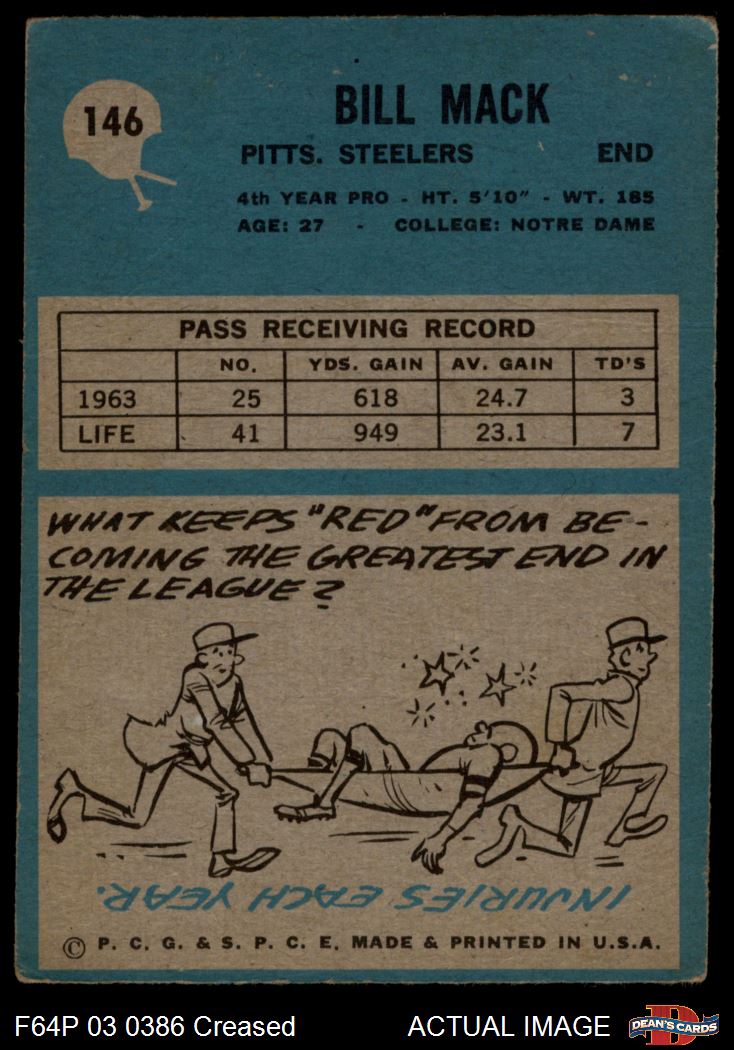 146
BILL MACK
PITTS. STEELERS END
4th YEAR PRO - HT. 5'10" - WT. 185
AGE: 27 - COLLEGE: NOTRE DAME
PASS RECEIVING RECORD
NO. YDS. GAIN AV. GAIN TD'S
1963 25 618 24.7 3
LIFE 41 949 23.1 7
WHAT KEEPS "RED" FROM BE-
COMING THE GREATEST END IN
THE LEAGUE?
INJURIES EACH YEAR.
© P. C. G. & S. P. C. E. MADE & PRINTED IN U.S.A.
F64P 03 0386 Creased ACTUAL IMAGE
D
DEAN'S CARDS